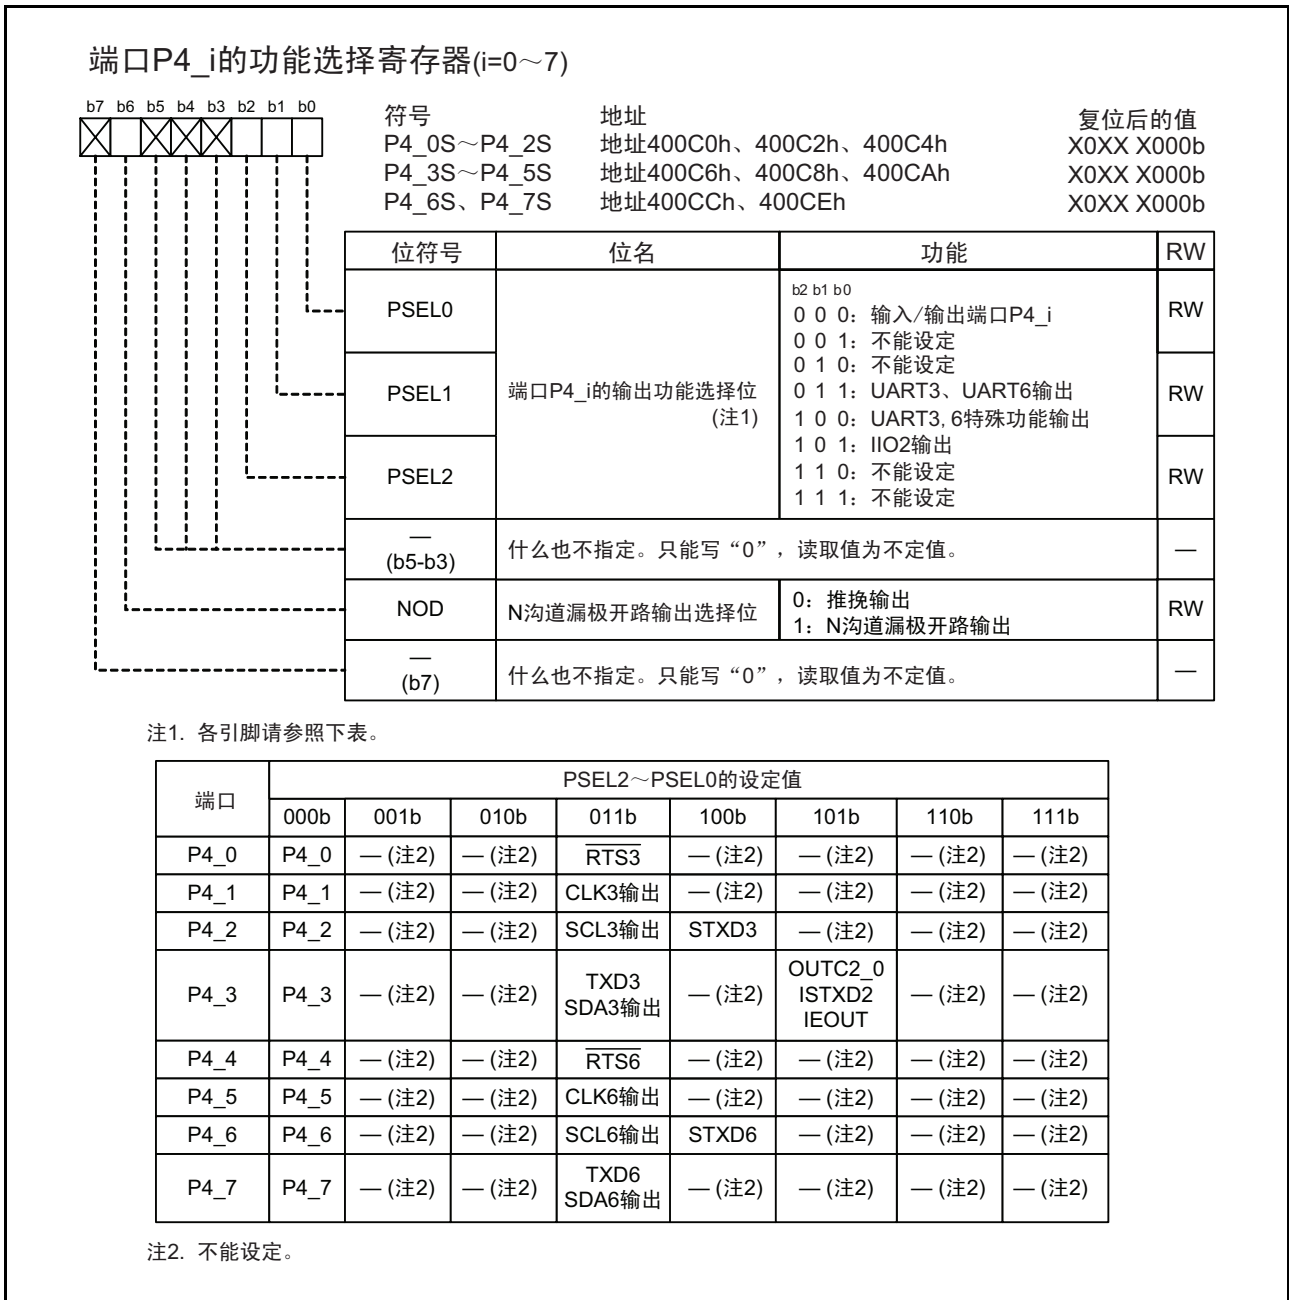 端口P4_i的功能选择寄存器(i=0～7)
b7 b6 b5 b4 b3 b2 b1 b0
符号 地址 复位后的值
P4_0S～P4_2S 地址400C0h、400C2h、400C4h X0XX X000b
P4_3S～P4_5S 地址400C6h、400C8h、400CAh X0XX X000b
P4_6S、P4_7S 地址400CCh、400CEh X0XX X000b
位符号 位名 功能 RW
PSEL0 RW
PSEL1 RW
PSEL2 RW
端口P4_i的输出功能选择位
(注1)
b2 b1 b0
0 0 0：输入/输出端口P4_i
0 0 1：不能设定
0 1 0：不能设定
0 1 1：UART3、UART6输出
1 0 0：UART3,6特殊功能输出
1 0 1：IIO2输出
1 1 0：不能设定
1 1 1：不能设定
—
(b5-b3) 什么也不指定。只能写“0”，读取值为不定值。 —
NOD N沟道漏极开路输出选择位 RW
0：推挽输出
1：N沟道漏极开路输出
—
(b7) 什么也不指定。只能写“0”，读取值为不定值。 —
注1. 各引脚请参照下表。
端口 PSEL2～PSEL0的设定值
000b 001b 010b 011b 100b 101b 110b 111b
P4_0 P4_0 — (注2) — (注2) RTS3 — (注2) — (注2) — (注2) — (注2)
P4_1 P4_1 — (注2) — (注2) CLK3输出 — (注2) — (注2) — (注2) — (注2)
P4_2 P4_2 — (注2) — (注2) SCL3输出 STXD3 — (注2) — (注2) — (注2)
P4_3 P4_3 — (注2) — (注2) TXD3
SDA3输出 — (注2) OUTC2_0
ISTXD2
IEOUT — (注2) — (注2)
P4_4 P4_4 — (注2) — (注2) RTS6 — (注2) — (注2) — (注2) — (注2)
P4_5 P4_5 — (注2) — (注2) CLK6输出 — (注2) — (注2) — (注2) — (注2)
P4_6 P4_6 — (注2) — (注2) SCL6输出 STXD6 — (注2) — (注2) — (注2)
P4_7 P4_7 — (注2) — (注2) TXD6
SDA6输出 — (注2) — (注2) — (注2) — (注2)
注2. 不能设定。